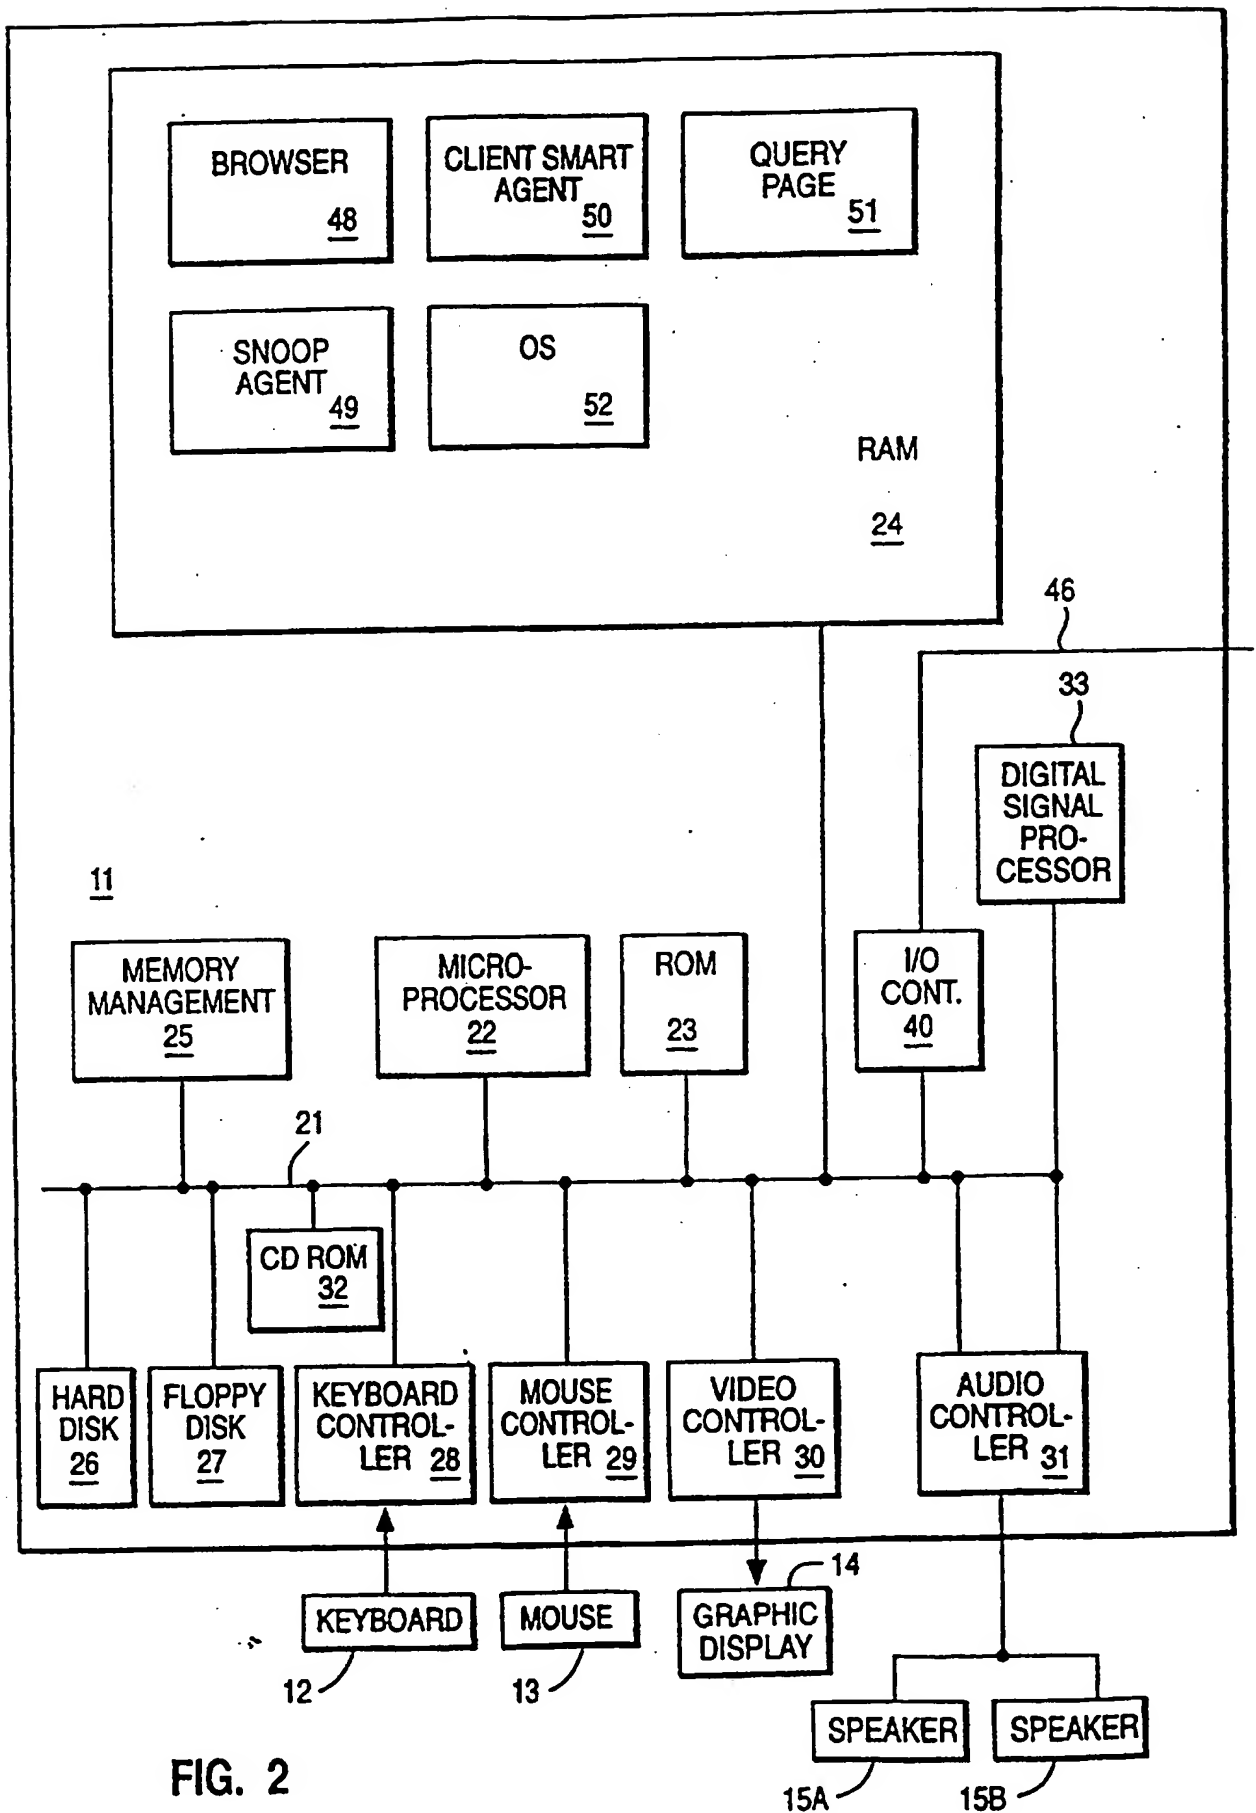 BROWSER
48
CLIENT SMART
AGENT
50
QUERY
PAGE
51
SNOOP
AGENT
49
OS
52
RAM
24
46
33
DIGITAL
SIGNAL
PRO-
CESSOR
11
MEMORY
MANAGEMENT
25
MICRO-
PROCESSOR
22
ROM
23
I/O
CONT.
40
21
CD ROM
32
HARD
DISK
26
FLOPPY
DISK
27
KEYBOARD
CONTROL-
LER 28
MOUSE
CONTROL-
LER 29
VIDEO
CONTROL-
LER 30
AUDIO
CONTROL-
LER 31
KEYBOARD
12
MOUSE
13
14
GRAPHIC
DISPLAY
SPEAKER
15A
SPEAKER
15B
FIG. 2